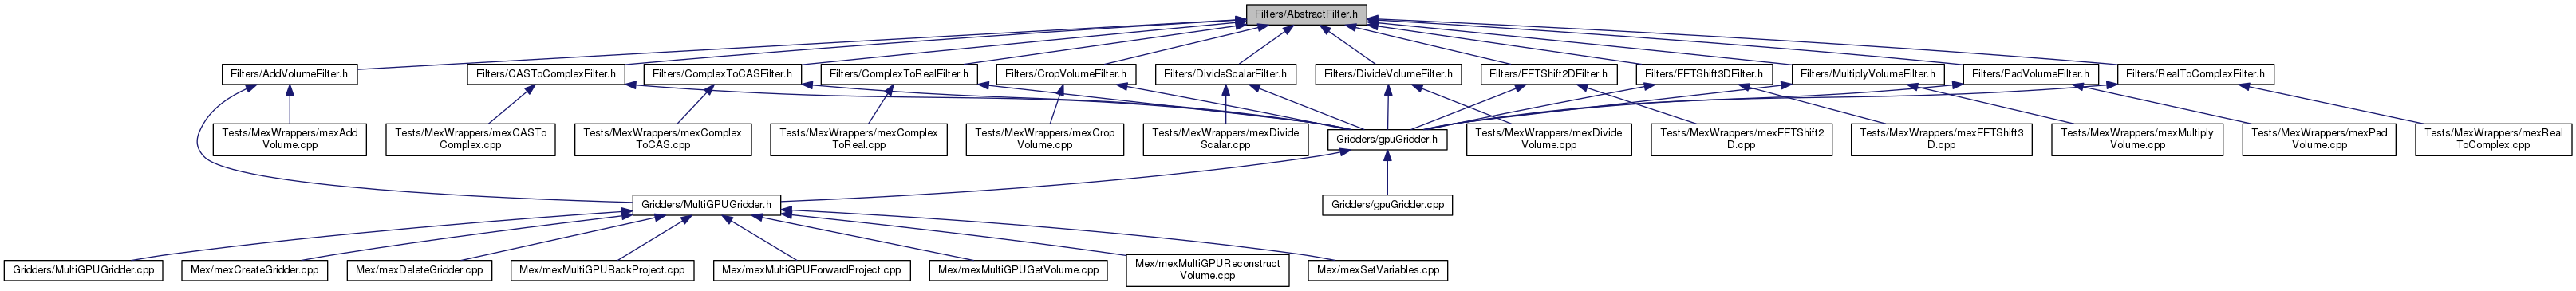 Filters/AbstractFilter.h
Filters/AddVolumeFilter.h
Filters/CASToComplexFilter.h
Filters/ComplexToCASFilter.h
Filters/ComplexToRealFilter.h
Filters/CropVolumeFilter.h
Filters/DivideScalarFilter.h
Filters/DivideVolumeFilter.h
Filters/FFTShift2DFilter.h
Filters/FFTShift3DFilter.h
Filters/MultiplyVolumeFilter.h
Filters/PadVolumeFilter.h
Filters/RealToComplexFilter.h
Tests/MexWrappers/mexAdd
Volume.cpp
Tests/MexWrappers/mexCASTo
Complex.cpp
Tests/MexWrappers/mexComplex
ToCAS.cpp
Tests/MexWrappers/mexComplex
ToReal.cpp
Tests/MexWrappers/mexCrop
Volume.cpp
Tests/MexWrappers/mexDivide
Scalar.cpp
Gridders/gpuGridder.h
Tests/MexWrappers/mexDivide
Volume.cpp
Tests/MexWrappers/mexFFTShift2
D.cpp
Tests/MexWrappers/mexFFTShift3
D.cpp
Tests/MexWrappers/mexMultiply
Volume.cpp
Tests/MexWrappers/mexPad
Volume.cpp
Tests/MexWrappers/mexReal
ToComplex.cpp
Gridders/MultiGPUGridder.h
Gridders/gpuGridder.cpp
Gridders/MultiGPUGridder.cpp
Mex/mexCreateGridder.cpp
Mex/mexDeleteGridder.cpp
Mex/mexMultiGPUBackProject.cpp
Mex/mexMultiGPUForwardProject.cpp
Mex/mexMultiGPUGetVolume.cpp
Mex/mexMultiGPUReconstruct
Volume.cpp
Mex/mexSetVariables.cpp